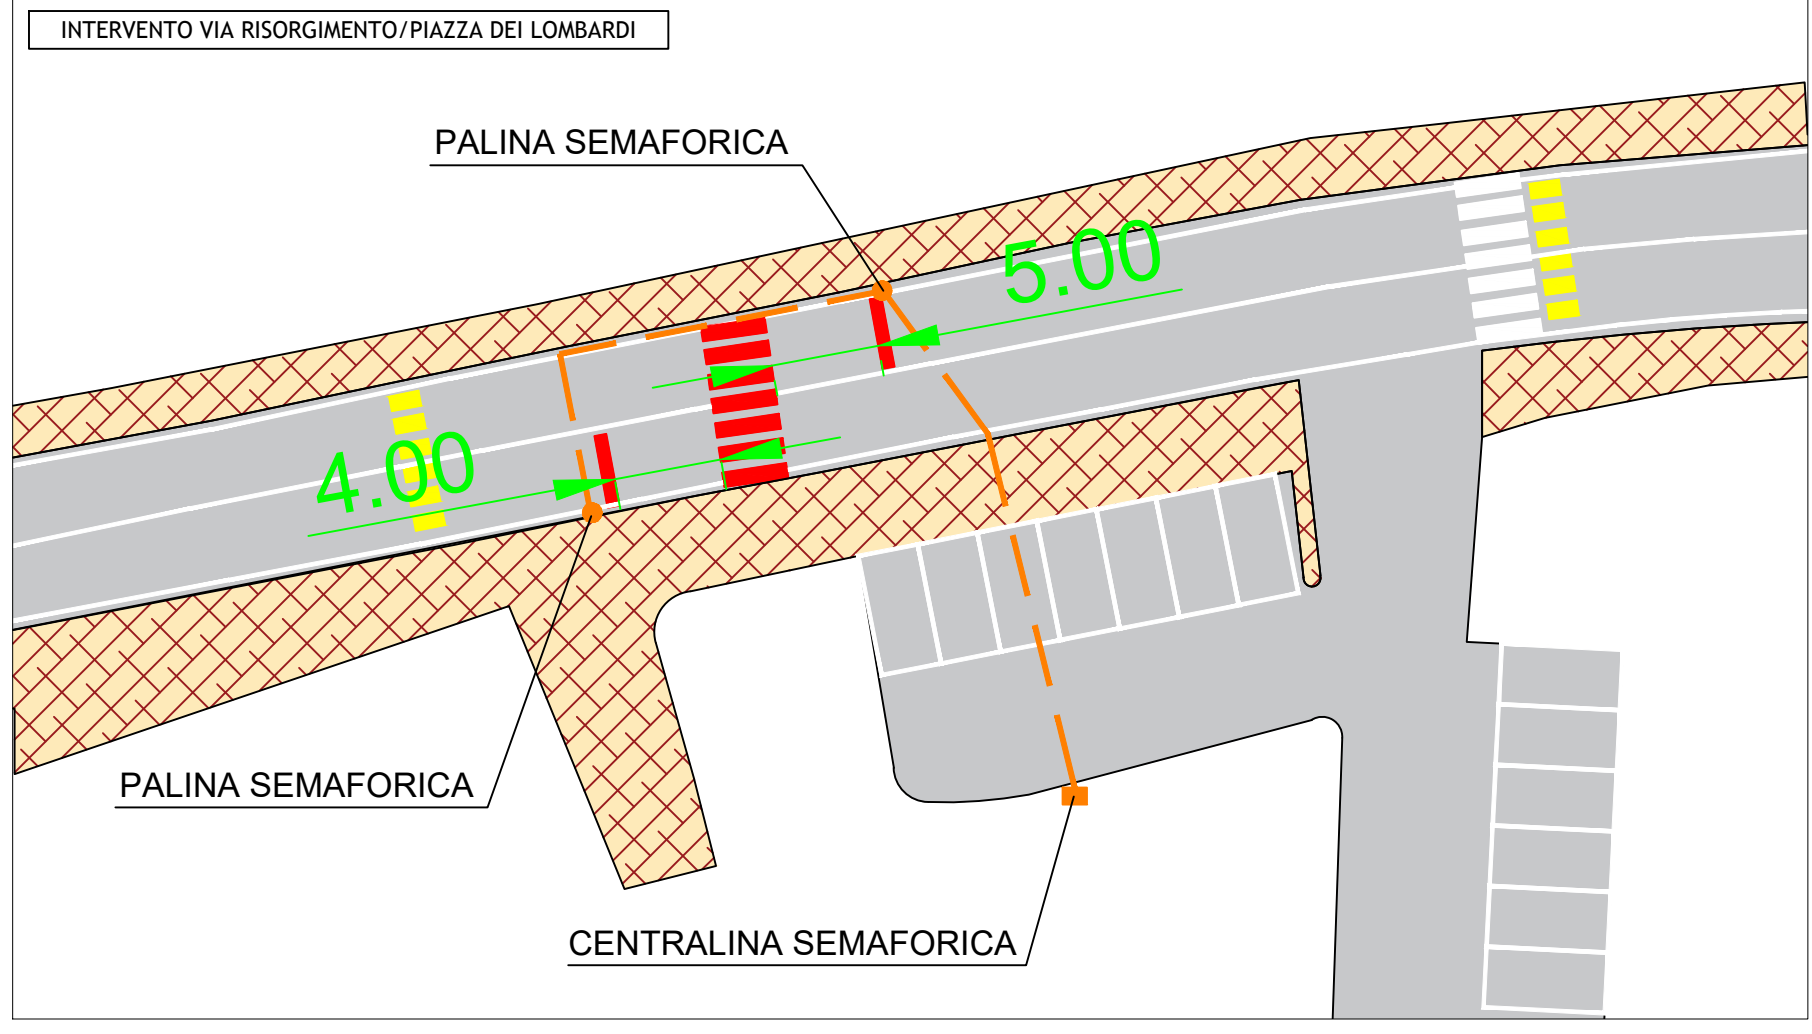 INTERVENTO VIA RISORGIMENTO/PIAZZA DEI LOMBARDI
PALINA SEMAFORICA
5.00
4.00
PALINA SEMAFORICA
CENTRALINA SEMAFORICA